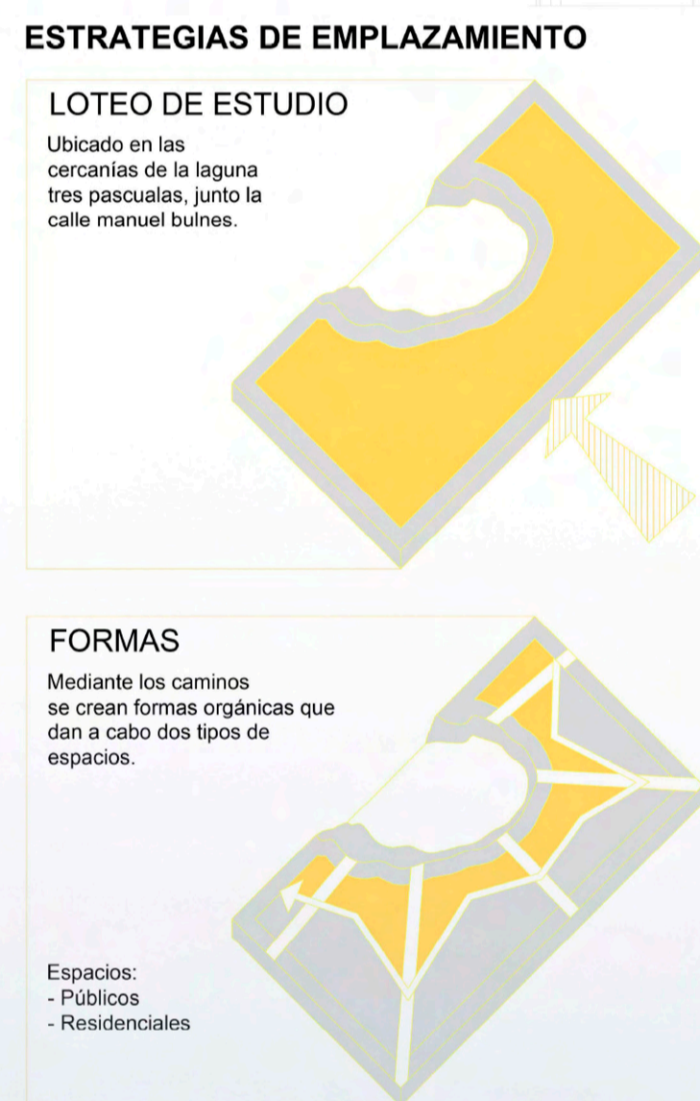 ESTRATEGIAS DE EMPLAZAMIENTO
LOTEO DE ESTUDIO
Ubicado en las
cercanías de la laguna
tres pascualas, junto la
calle manuel bulnes.
FORMAS
Mediante los caminos
se crean formas orgánicas que
dan a cabo dos tipos de
espacios.
Espacios:
- Públicos
- Residenciales